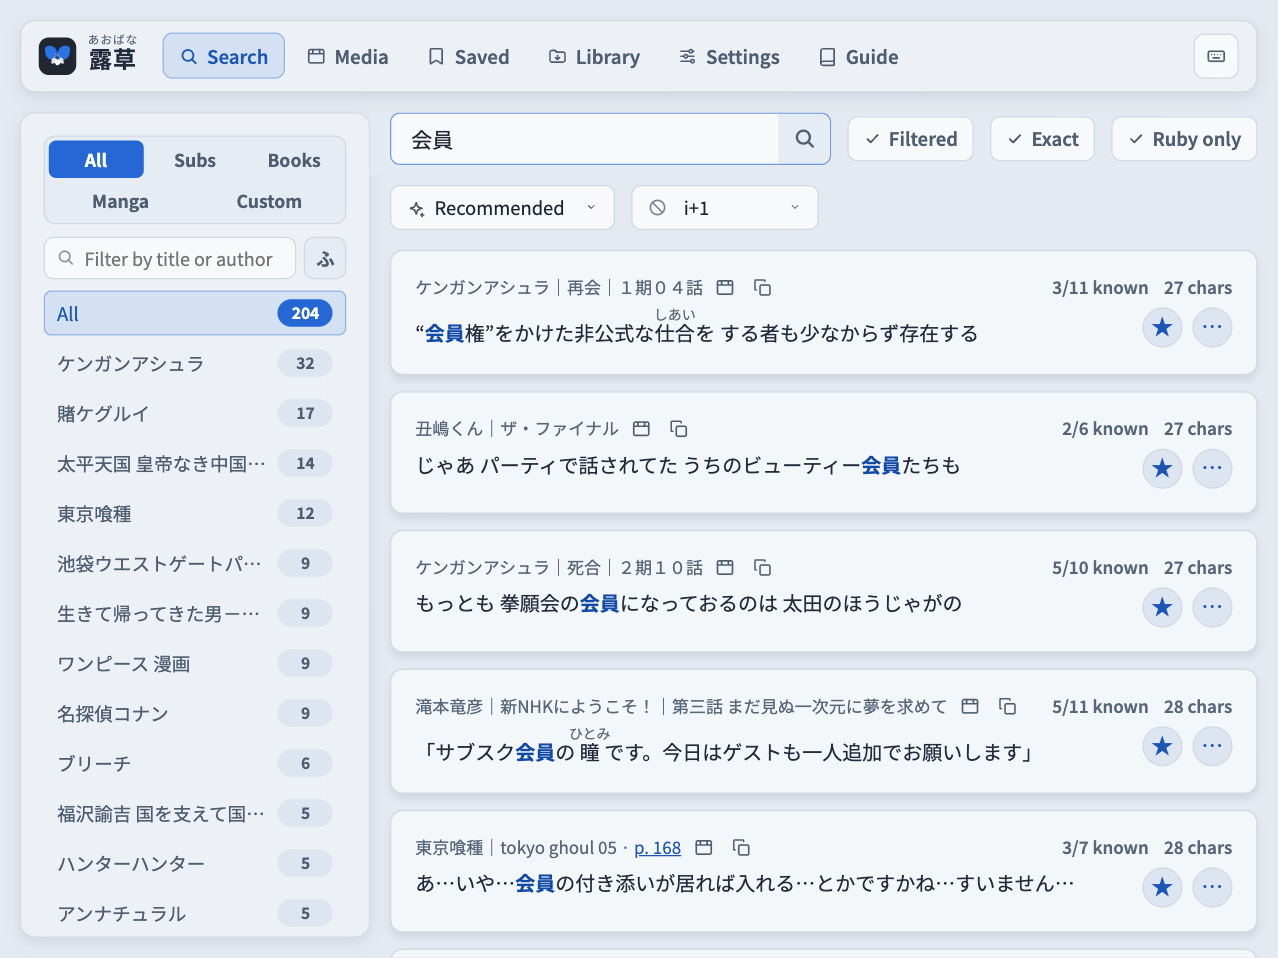 あおばな
露草
Search
Media
Saved
Library
Settings
Guide
All
Subs
Books
Manga
Custom
Filter by title or author
ふ
All 204
ケンガンアシュラ 32
賭ケグルイ 17
太平天国 皇帝なき中国… 14
東京喰種 12
池袋ウエストゲートパ… 9
生きて帰ってきた男ー… 9
ワンピース 漫画 9
名探偵コナン 9
ブリーチ 6
福沢諭吉 国を支えて国… 5
ハンターハンター 5
アンナチュラル 5
会員
Filtered
Exact
Ruby only
Recommended
i+1
ケンガンアシュラ｜再会｜１期０４話
3/11 known 27 chars
しあい
“会員権”をかけた非公式な仕合を する者も少なからず存在する
丑嶋くん｜ザ・ファイナル
2/6 known 27 chars
じゃあ パーティで話されてた うちのビューティー会員たちも
ケンガンアシュラ｜死合｜２期１０話
5/10 known 27 chars
もっとも 拳願会の会員になっておるのは 太田のほうじゃがの
滝本竜彦｜新NHKにようこそ！｜第三話 まだ見ぬ一次元に夢を求めて
5/11 known 28 chars
ひとみ
「サブスク会員の瞳です。今日はゲストも一人追加でお願いします」
東京喰種｜tokyo ghoul 05 · p. 168
3/7 known 28 chars
あ…いや…会員の付き添いが居れば入れる…とかですかね…すいません…